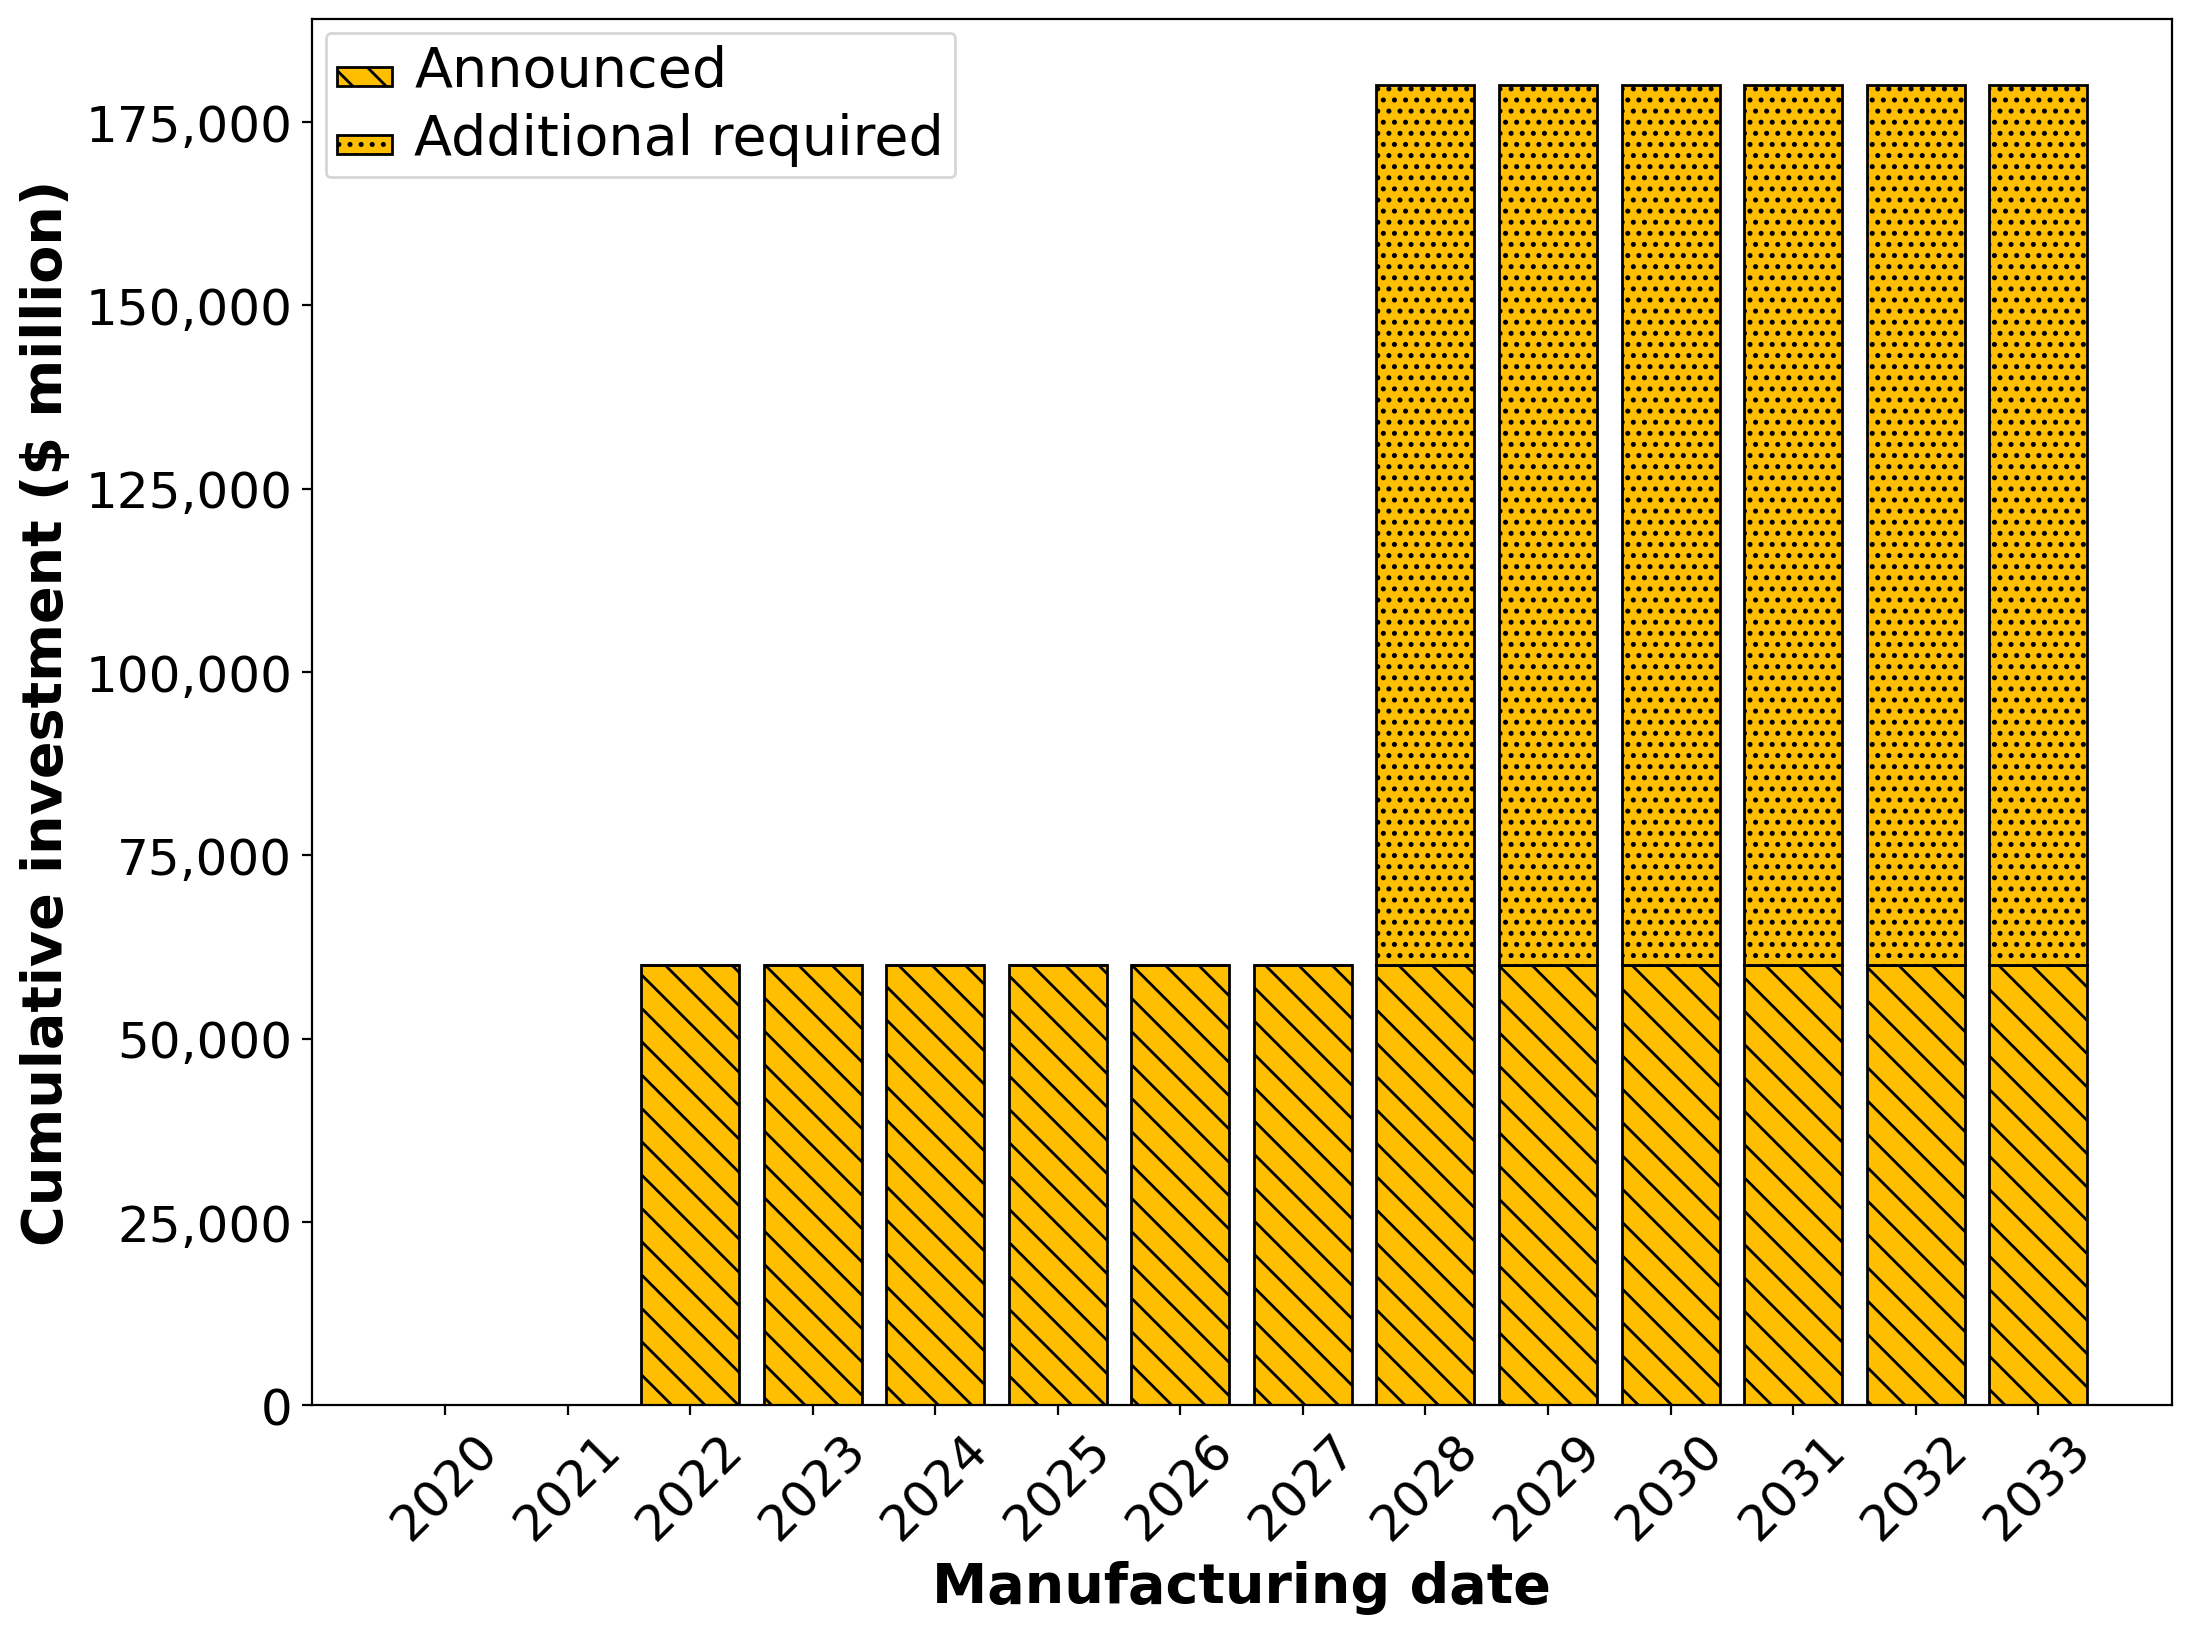 Announced
Additional required
175,000
150,000
125,000
100,000
75,000
50,000
25,000
0
Cumulative investment ($ million)
2020 2021 2022 2023 2024 2025 2026 2027 2028 2029 2030 2031 2032 2033
Manufacturing date